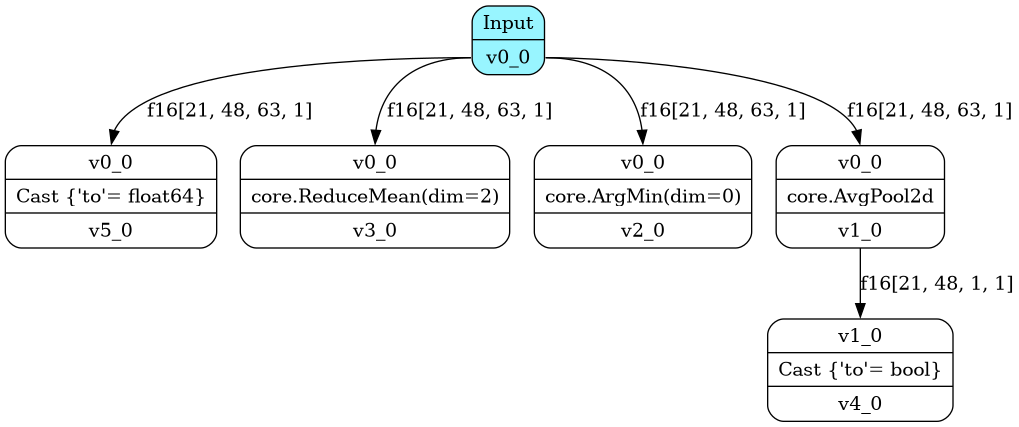 Input
v0_0
f16[21, 48, 63, 1]
f16[21, 48, 63, 1]
f16[21, 48, 63, 1]
f16[21, 48, 63, 1]
v0_0
Cast {'to'= float64}
v5_0
v0_0
core.ReduceMean(dim=2)
v3_0
v0_0
core.ArgMin(dim=0)
v2_0
v0_0
core.AvgPool2d
v1_0
f16[21, 48, 1, 1]
v1_0
Cast {'to'= bool}
v4_0